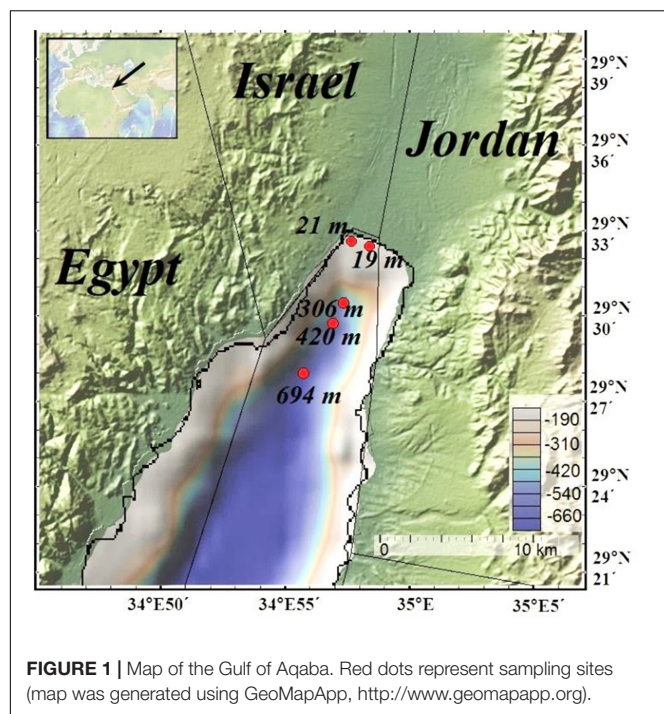 Israel
Jordan
Egypt
21 m
19 m
306 m
420 m
694 m
29°N
39´
29°N
36´
29°N
33´
29°N
30´
29°N
27´
29°N
24´
29°N
21´
-190
-310
-420
-540
-660
0 10 km
34°E50´ 34°E55´ 35°E 35°E5´
FIGURE 1 | Map of the Gulf of Aqaba. Red dots represent sampling sites
(map was generated using GeoMapApp, http://www.geomapapp.org).